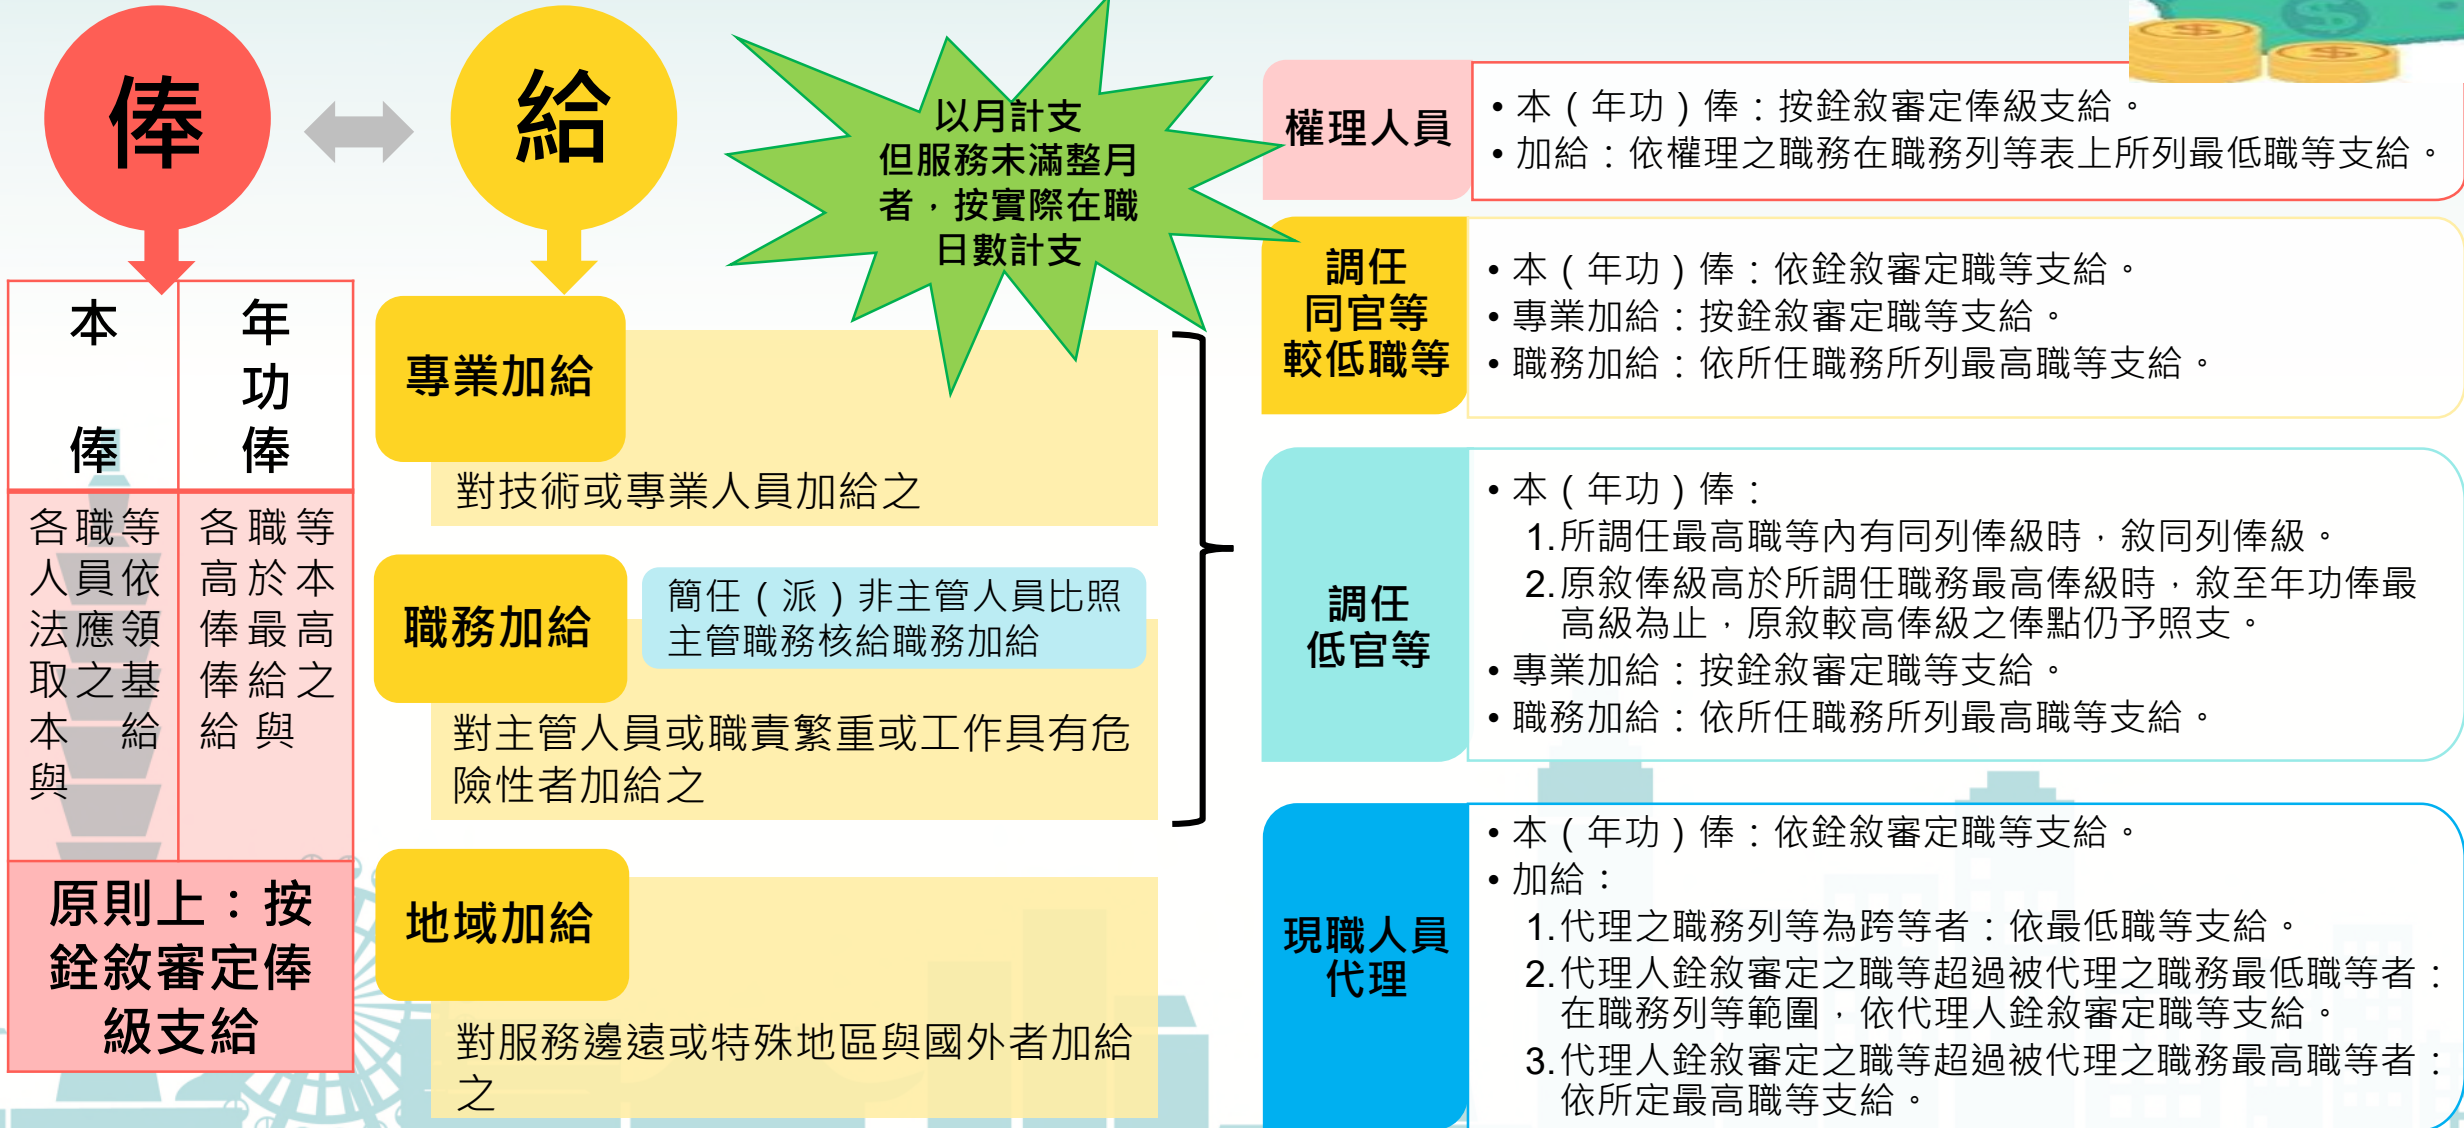 俸
給
以月計支
但服務未滿整月
者，按實際在職
日數計支
本
俸
年
功
俸
各職等
人員依
法應領
取之基
本給
與
各職等
高於本
俸最高
俸給之
給與
原則上：按
銓敘審定俸
級支給
專業加給
對技術或專業人員加給之
職務加給
簡任（派）非主管人員比照
主管職務核給職務加給
對主管人員或職責繁重或工作具有危
險性者加給之
地域加給
對服務邊遠或特殊地區與國外者加給
之
權理人員
•本（年功）俸：按銓敘審定俸級支給。
•加給：依權理之職務在職務列等表上所列最低職等支給。
調任
同官等
較低職等
•本（年功）俸：依銓敘審定職等支給。
•專業加給：按銓敘審定職等支給。
•職務加給：依所任職務所列最高職等支給。
調任
低官等
•本（年功）俸：
1.所調任最高職等內有同列俸級時，敘同列俸級。
2.原敘俸級高於所調任職務最高俸級時，敘至年功俸最
高級為止，原敘較高俸級之俸點仍予照支。
•專業加給：按銓敘審定職等支給。
•職務加給：依所任職務所列最高職等支給。
現職人員
代理
•本（年功）俸：依銓敘審定職等支給。
•加給：
1.代理之職務列等為跨等者：依最低職等支給。
2.代理人銓敘審定之職等超過被代理之職務最低職等者：
在職務列等範圍，依代理人銓敘審定職等支給。
3.代理人銓敘審定之職等超過被代理之職務最高職等者：
依所定最高職等支給。